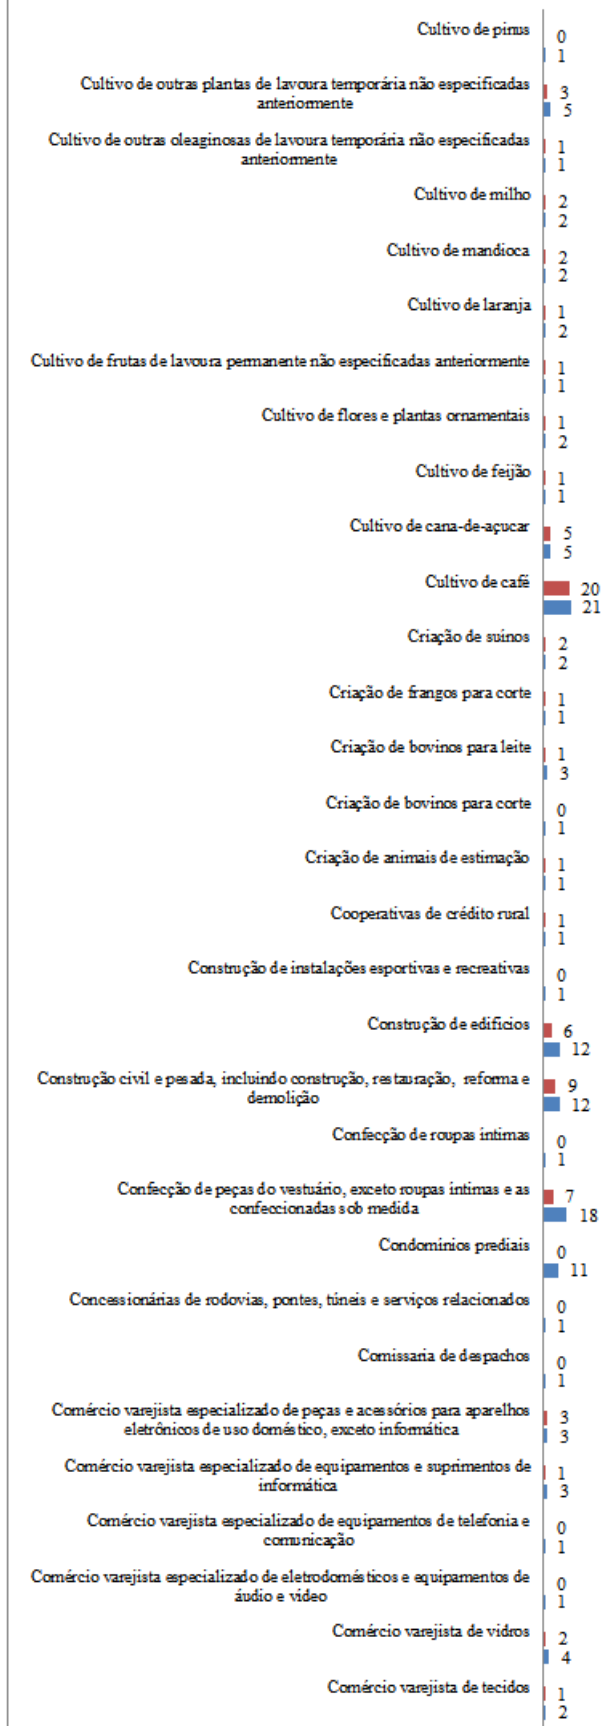 Cultivo de pinus
0
1
Cultivo de outras plantas de lavoura temporária não especificadas
anteriormente
3
5
Cultivo de outras oleaginosas de lavoura temporária não especificadas
anteriormente
1
1
Cultivo de milho
2
2
Cultivo de mandioca
2
2
Cultivo de laranja
1
2
Cultivo de frutas de lavoura permanente não especificadas anteriormente
1
1
Cultivo de flores e plantas ornamentais
1
2
Cultivo de feijão
1
1
Cultivo de cana-de-açucar
5
5
Cultivo de café
20
21
Criação de suínos
2
2
Criação de frangos para corte
1
1
Criação de bovinos para leite
1
3
Criação de bovinos para corte
0
1
Criação de animais de estimação
1
1
Cooperativas de crédito rural
1
1
Construção de instalações esportivas e recreativas
0
1
Construção de edifícios
6
12
Construção civil e pesada, incluindo construção, restauração, reforma e
demolição
9
12
Confecção de roupas íntimas
0
1
Confecção de peças do vestuário, exceto roupas íntimas e as
confeccionadas sob medida
7
18
Condomínios prediais
0
11
Concessionárias de rodovias, pontes, túneis e serviços relacionados
0
1
Comissaria de despachos
0
1
Comércio varejista especializado de peças e acessórios para aparelhos
eletrônicos de uso doméstico, exceto informática
3
3
Comércio varejista especializado de equipamentos e suprimentos de
informática
1
3
Comércio varejista especializado de equipamentos de telefonia e
comunicação
0
1
Comércio varejista especializado de eletrodomésticos e equipamentos de
áudio e vídeo
0
1
Comércio varejista de vidros
2
4
Comércio varejista de tecidos
1
2